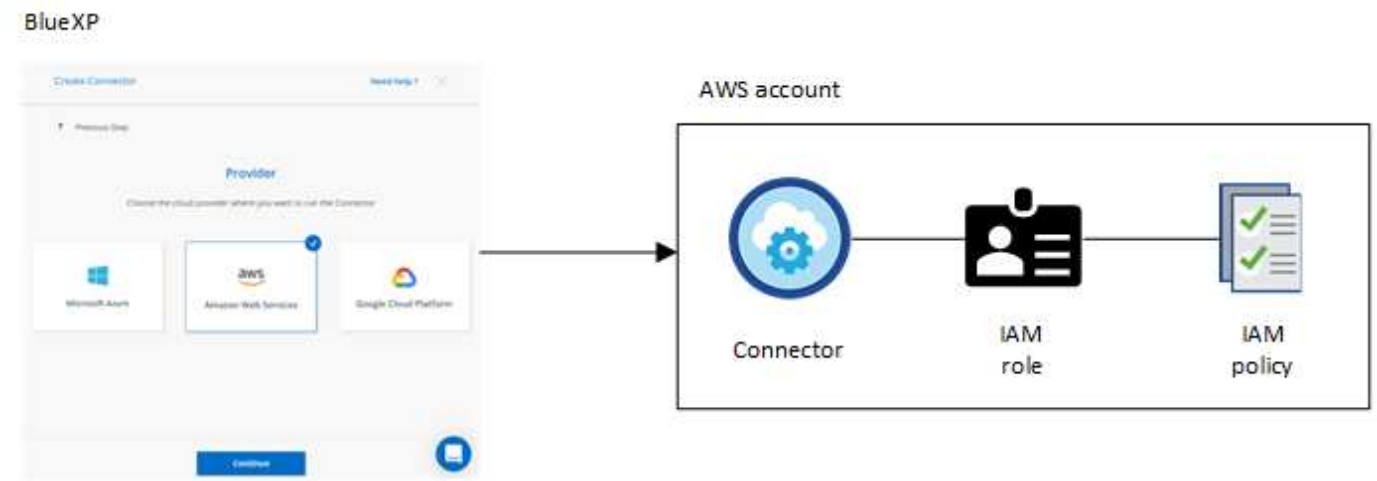 BlueXP
Create Connector
Need help ?
Previous Step
Provider
Choose the cloud provider where you want to run the Connector
aws
Microsoft Azure
Amazon Web Services
Google Cloud Platform
Continue
AWS account
Connector
IAM
role
IAM
policy